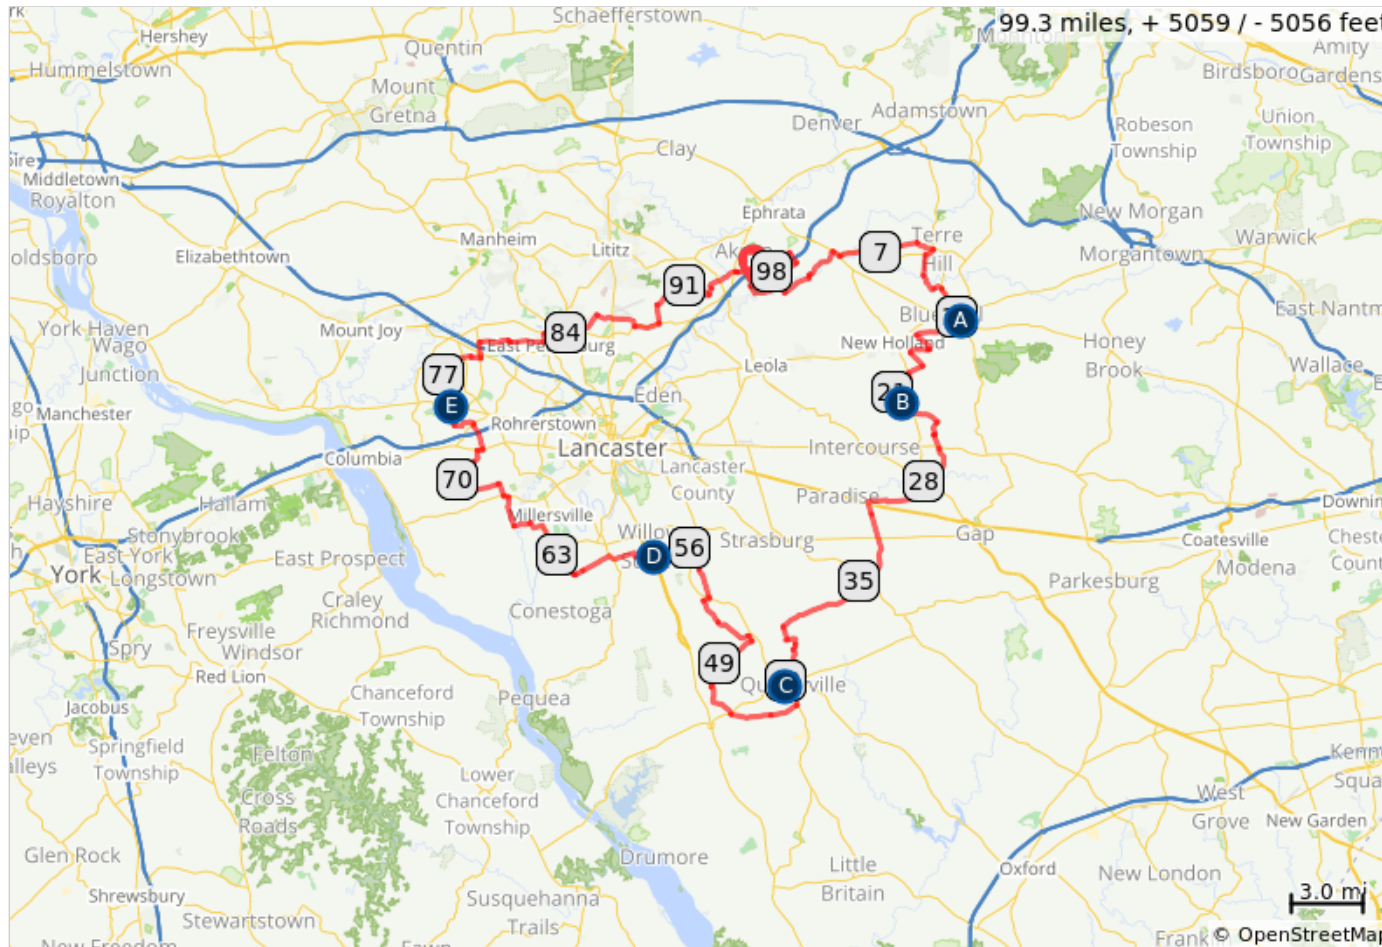 rk
Schaefferstown
99.3 miles, + 5059 / - 5056 feet
Hershey
Quentin
Amity
Gardens
Hummelstown
Birdsboro
Mount
Gretna
Adamstown
Denver
Robeson
Township
Union
Township
Clay
Middletown
Royalton
Ephrata
New Morgan
Manheim
Lititz
Terre
Hill
Warwick
oldsboro
Elizabethtown
Morgantown
7
98
91
East Nantm
York Haven
Wago
Junction
Mount Joy
84
A
New Holland
Honey
Brook
Wallace
77
Leola
Manchester
E
Eden
B
Rohrerstown
Lancaster
Intercourse
Columbia
Lancaster
County
70
28
Hayshire
Hallam
Paradise
Downin
Stonybrook
Millersville
East York
East Prospect
63
D
56
Strasburg
Gap
Coatesville
York
Longstown
Modena
Conestoga
35
Parkesburg
Craley
Richmond
Freysville
Windsor
Spry
49
Red Lion
C
Chanceford
Township
Pequea
Jacobus
Springfield
Township
Felton
Lower
Chanceford
Township
Cross
Roads
West
Grove
New Garden
Glen Rock
Drumore
Little
Britain
Oxford
New London
Shrewsbury
Susquehanna
Trails
3.0 mi
Stewartstown
New Freedom
© OpenStreetMap